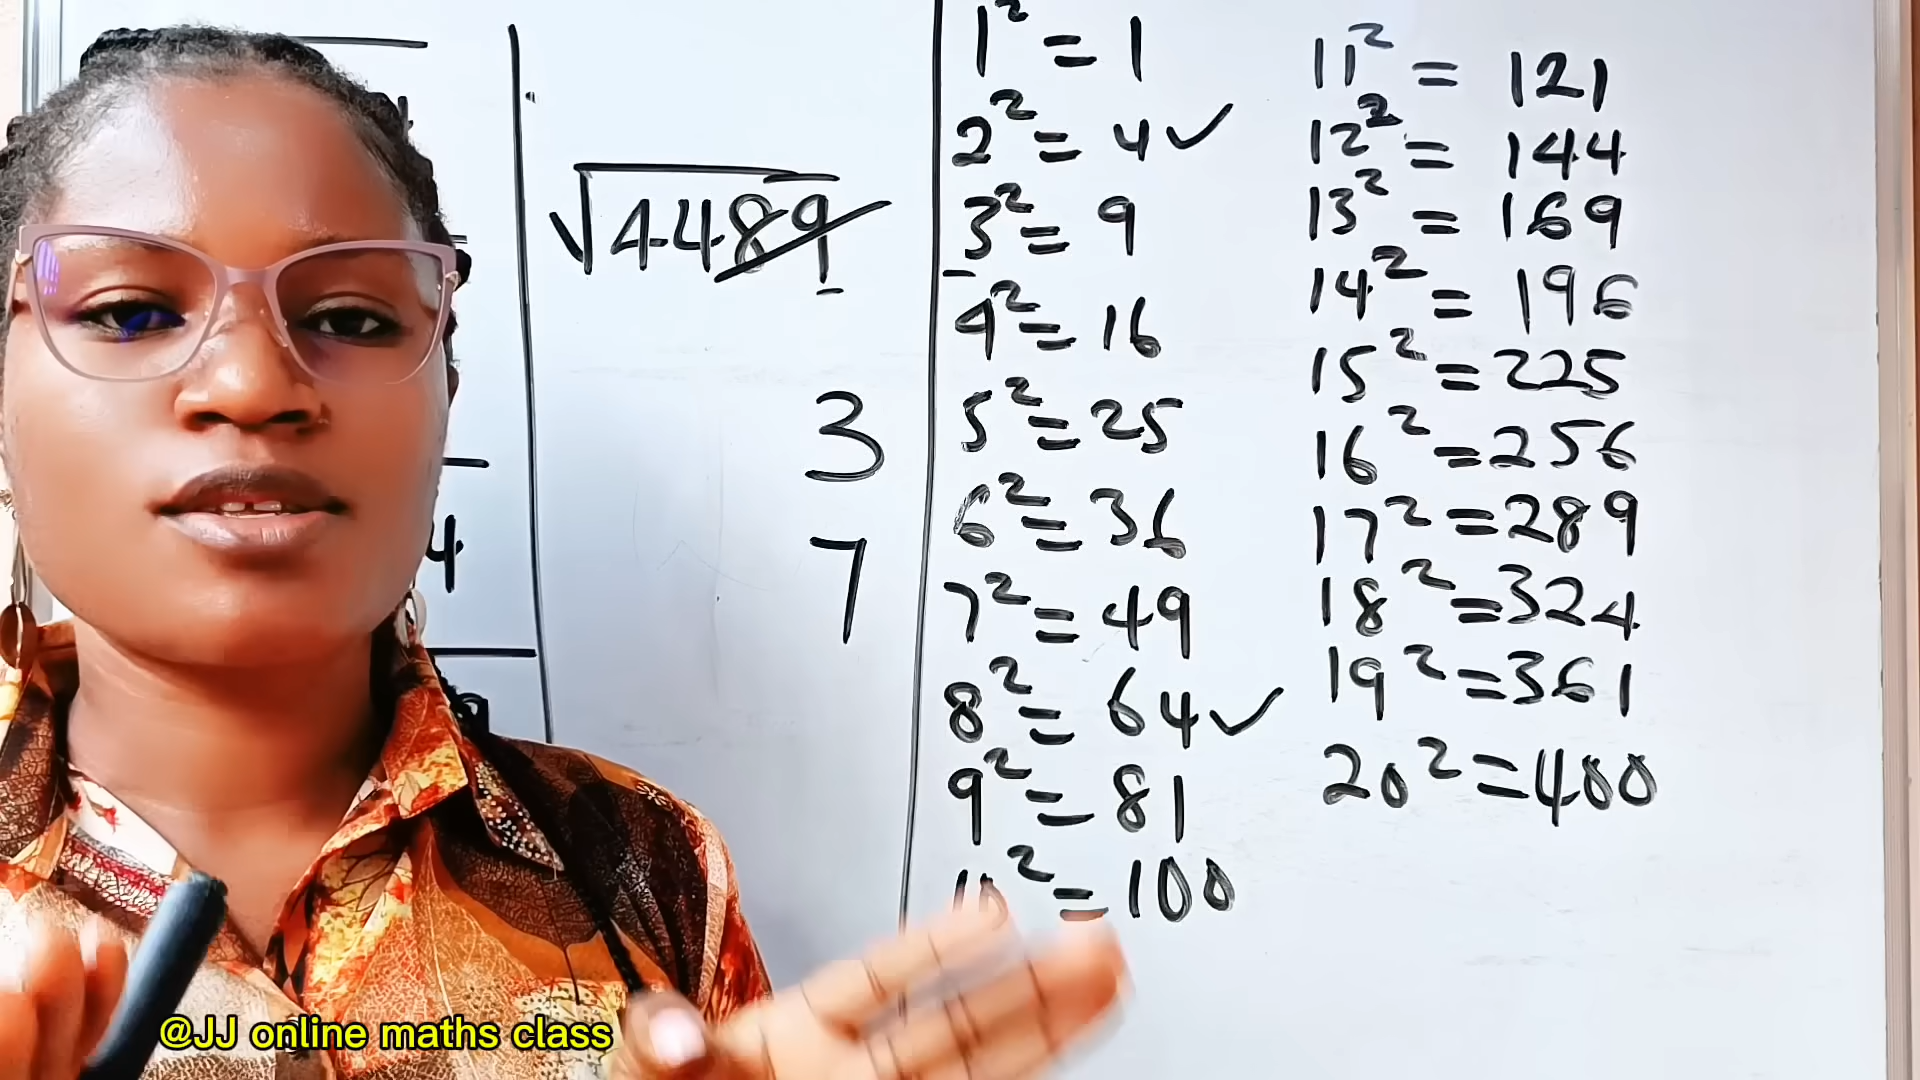 √4489
3
7
1² = 1
2² = 4 ✓
3² = 9
4² = 16
5² = 25
6² = 36
7² = 49
8² = 64 ✓
9² = 81
10² = 100
11² = 121
12² = 144
13² = 169
14² = 196
15² = 225
16² = 256
17² = 289
18² = 324
19² = 361
20² = 400
4
@JJ online maths class